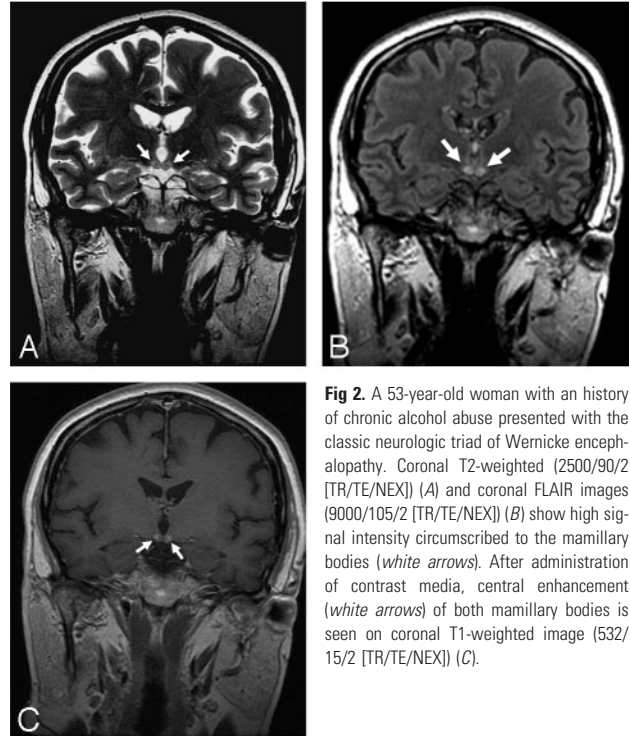 A
B
C
Fig 2. A 53-year-old woman with an history
of chronic alcohol abuse presented with the
classic neurologic triad of Wernicke enceph-
alopathy. Coronal T2-weighted (2500/90/2
[TR/TE/NEX]) (A) and coronal FLAIR images
(9000/105/2 [TR/TE/NEX]) (B) show high sig-
nal intensity circumscribed to the mamillary
bodies (white arrows). After administration
of contrast media, central enhancement
(white arrows) of both mamillary bodies is
seen on coronal T1-weighted image (532/
15/2 [TR/TE/NEX]) (C).